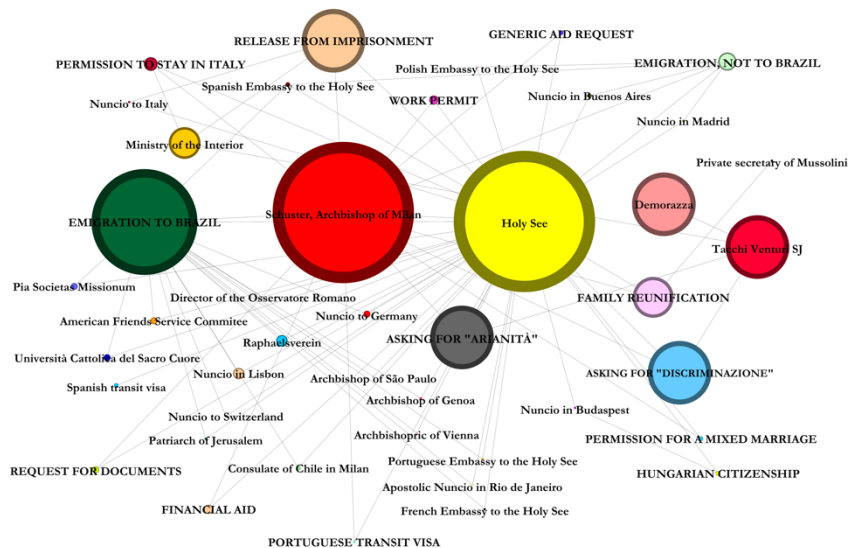 GENERIC AID REQUEST
RELEASE FROM IMPRISONMENT
PERMISSION TO STAY IN ITALY
EMIGRATION, NOT TO BRAZIL
Polish Embassy to the Holy See
Spanish Embassy to the Holy See
Nuncio in Buenos Aires
WORK PERMIT
Nuncio to Italy
Nuncio in Madrid
Ministry of the Interior
Private secretary of Mussolini
Demorazza
EMIGRATION TO BRAZIL
Schuster, Archbishop of Milan
Holy See
Tacchi Venturi SJ
Pia Societas Missionum
Director of the Osservatore Romano
FAMILY REUNIFICATION
Nuncio to Germany
American Friends Service Commitee
Raphaelsverein
ASKING FOR "ARIANITÀ"
Università Cattolica del Sacro Cuore
Nuncio in Lisbon
Archbishop of São Paulo
ASKING FOR "DISCRIMINAZIONE"
Spanish transit visa
Archbishop of Genoa
Nuncio in Budapest
Nuncio to Switzerland
Archbishopric of Vienna
Patriarch of Jerusalem
PERMISSION FOR A MIXED MARRIAGE
Portuguese Embassy to the Holy See
REQUEST FOR DOCUMENTS
Consulate of Chile in Milan
HUNGARIAN CITIZENSHIP
Apostolic Nuncio in Rio de Janeiro
FINANCIAL AID
French Embassy to the Holy See
PORTUGUESE TRANSIT VISA